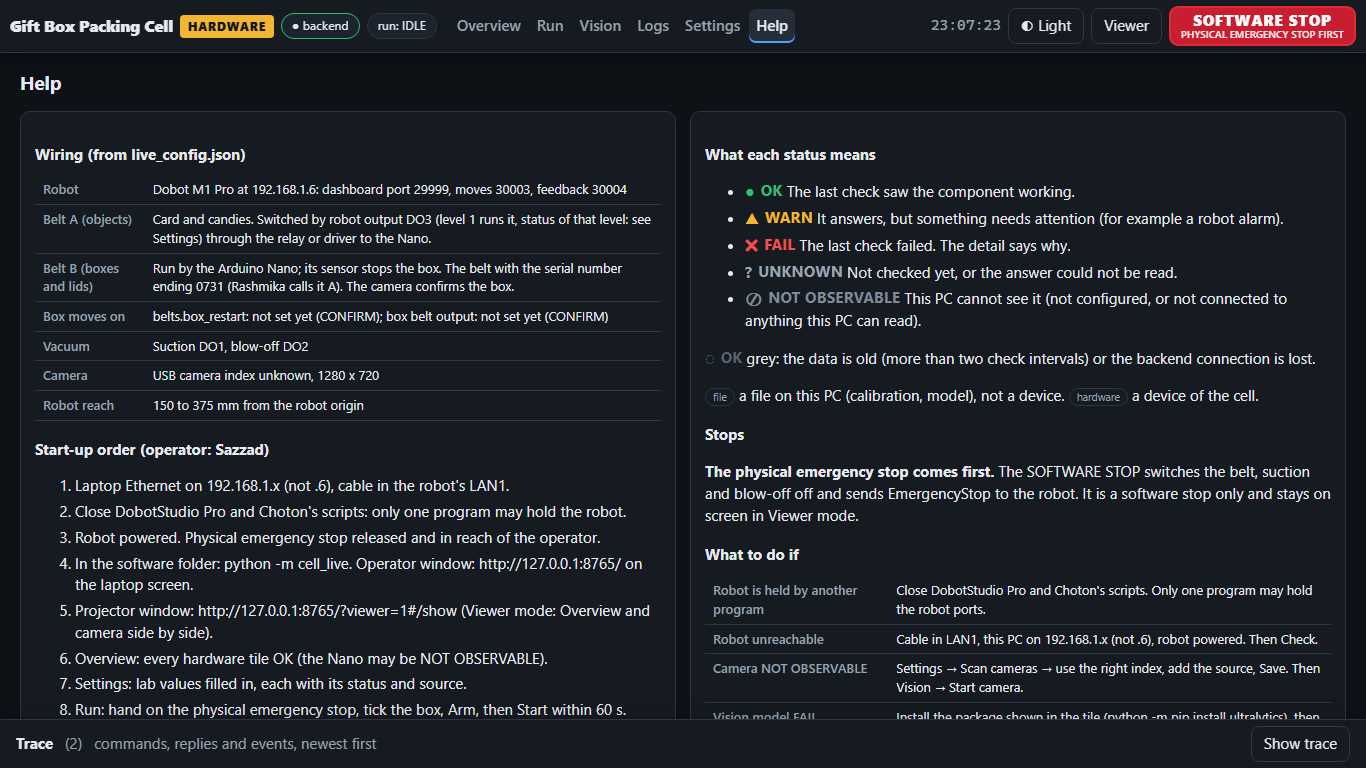 Gift Box Packing Cell HARDWARE ● backend run: IDLE Overview Run Vision Logs Settings Help 23:07:23 Light Viewer SOFTWARE STOP
PHYSICAL EMERGENCY STOP FIRST
Help
Wiring (from live_config.json)
Robot Dobot M1 Pro at 192.168.1.6: dashboard port 29999, moves 30003, feedback 30004
Belt A (objects) Card and candies. Switched by robot output DO3 (level 1 runs it, status of that level: see
Settings) through the relay or driver to the Nano.
Belt B (boxes and lids) Run by the Arduino Nano; its sensor stops the box. The belt with the serial number
ending 0731 (Rashmika calls it A). The camera confirms the box.
Box moves on belts.box_restart: not set yet (CONFIRM); box belt output: not set yet (CONFIRM)
Vacuum Suction DO1, blow-off DO2
Camera USB camera index unknown, 1280 x 720
Robot reach 150 to 375 mm from the robot origin
Start-up order (operator: Sazzad)
1. Laptop Ethernet on 192.168.1.x (not .6), cable in the robot's LAN1.
2. Close DobotStudio Pro and Choton's scripts: only one program may hold the robot.
3. Robot powered. Physical emergency stop released and in reach of the operator.
4. In the software folder: python -m cell_live. Operator window: http://127.0.0.1:8765/ on
the laptop screen.
5. Projector window: http://127.0.0.1:8765/?viewer=1#/show (Viewer mode: Overview and
camera side by side).
6. Overview: every hardware tile OK (the Nano may be NOT OBSERVABLE).
7. Settings: lab values filled in, each with its status and source.
8. Run: hand on the physical emergency stop, tick the box, Arm, then Start within 60 s.
What each status means
• ● OK The last check saw the component working.
• ▲ WARN It answers, but something needs attention (for example a robot alarm).
• ✖ FAIL The last check failed. The detail says why.
• ? UNKNOWN Not checked yet, or the answer could not be read.
• NOT OBSERVABLE This PC cannot see it (not configured, or not connected to
anything this PC can read).
OK grey: the data is old (more than two check intervals) or the backend connection is lost.
file a file on this PC (calibration, model), not a device. hardware a device of the cell.
Stops
The physical emergency stop comes first. The SOFTWARE STOP switches the belt, suction
and blow-off off and sends EmergencyStop to the robot. It is a software stop only and stays on
screen in Viewer mode.
What to do if
Robot is held by another program Close DobotStudio Pro and Choton's scripts. Only one program may hold
the robot ports.
Robot unreachable Cable in LAN1, this PC on 192.168.1.x (not .6), robot powered. Then Check.
Camera NOT OBSERVABLE Settings → Scan cameras → use the right index, add the source, Save. Then
Vision → Start camera.
Vision model FAIL Install the package shown in the tile (python -m pip install ultralytics), then
Trace (2) commands, replies and events, newest first Show trace